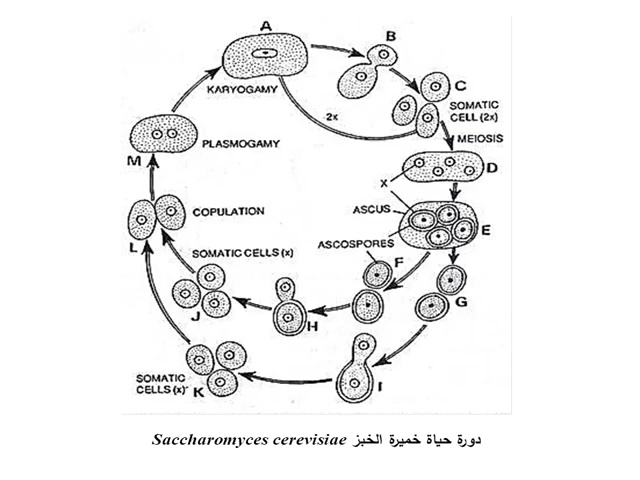 A
B
KARYOGAMY
C
SOMATIC
CELL (2x)
2x
MEIOSIS
M
PLASMOGAMY
D
X
L
COPULATION
ASCUS
E
ASCOSPORES
SOMATIC CELLS (x)
F
G
J
H
SOMATIC
CELLS (x)
K
I
دورة حياة خميرة الخبز Saccharomyces cerevisiae